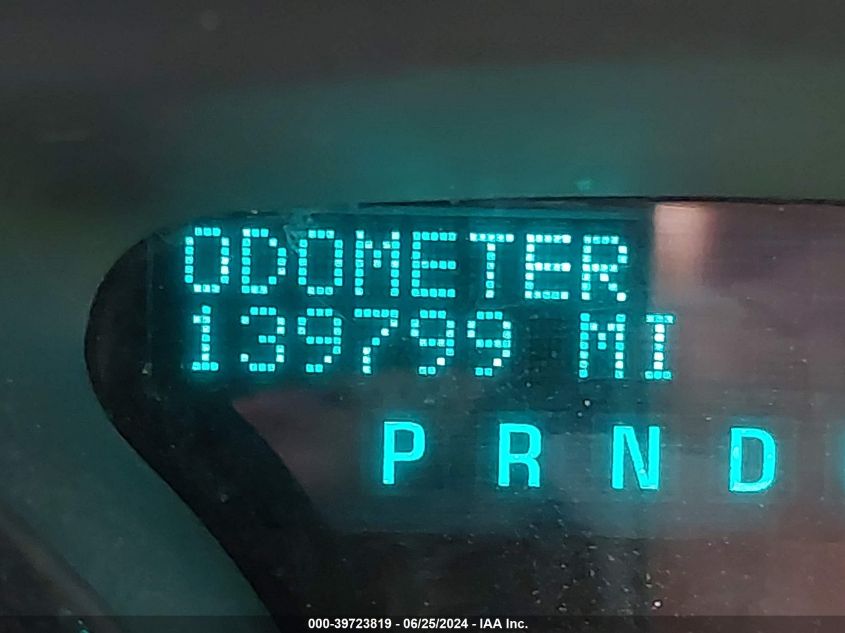 ODOMETER
139799 MI
P R N D
000-39723819 - 06/25/2024 - IAA Inc.